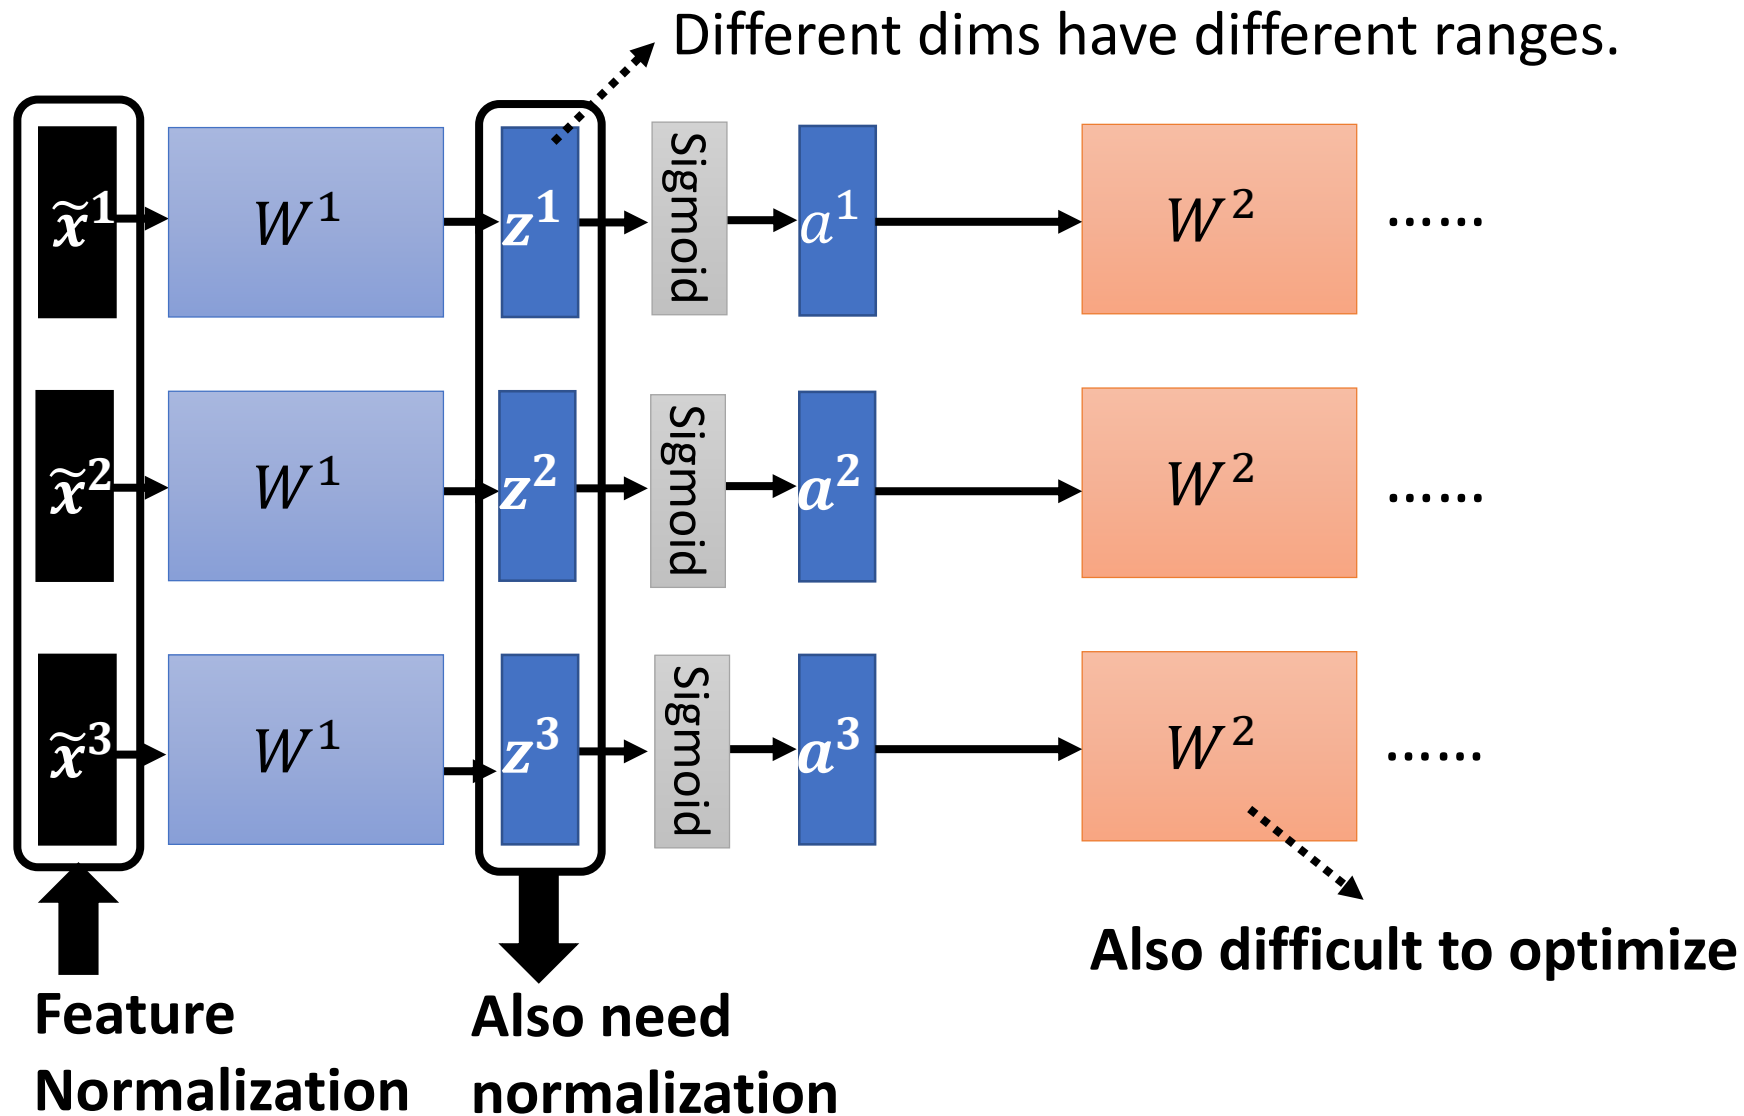 Different dims have different ranges.
x̃¹ W¹ z¹ Sigmoid a¹ W² ......
x̃² W¹ z² Sigmoid a² W² ......
x̃³ W¹ z³ Sigmoid a³ W² ......
Also difficult to optimize
Feature
Normalization
Also need
normalization